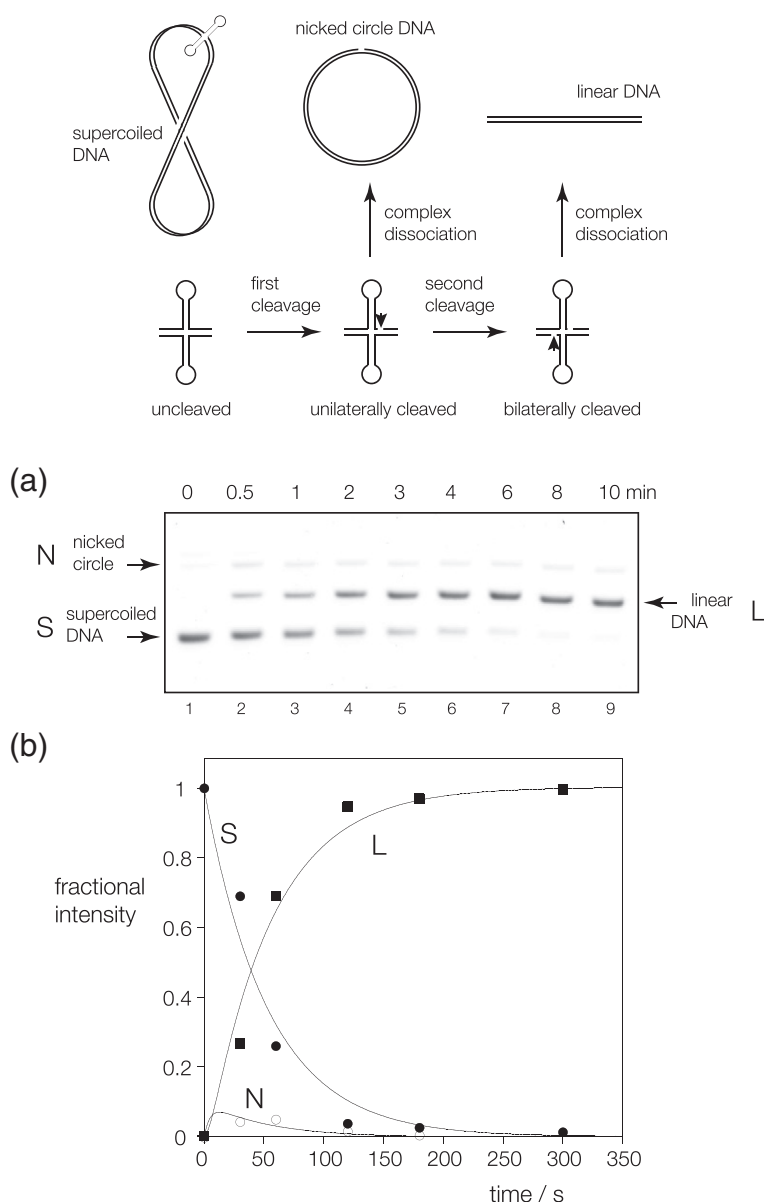 nicked circle DNA
linear DNA
supercoiled
DNA
complex
dissociation
complex
dissociation
first
cleavage
second
cleavage
uncleaved
unilaterally cleaved
bilaterally cleaved
(a)
0 0.5 1 2 3 4 6 8 10 min
N nicked
circle
S supercoiled
DNA
linear
DNA L
1 2 3 4 5 6 7 8 9
(b)
1
0.8
0.6
0.4
0.2
0
fractional
intensity
S
L
N
0 50 100 150 200 250 300 350
time / s